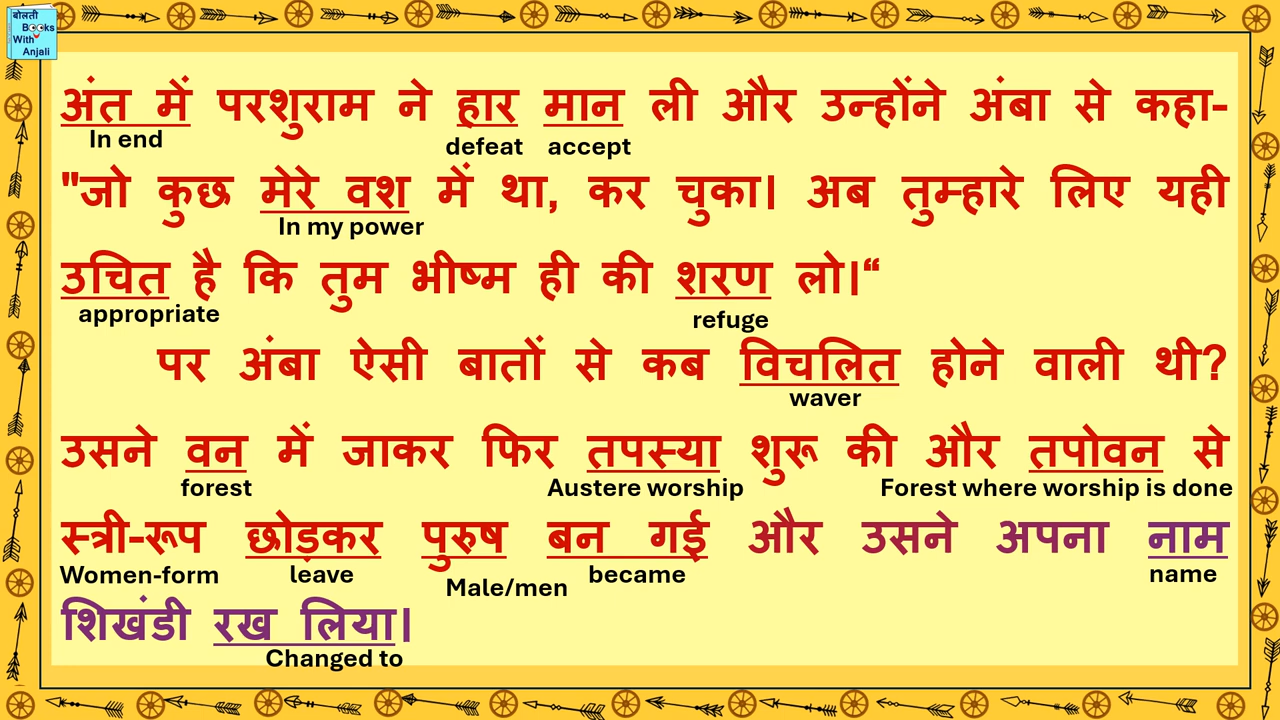 बोलती
Books
With
Anjali
अंत में परशुराम ने हार मान ली और उन्होंने अंबा से कहा-
In end defeat accept
"जो कुछ मेरे वश में था, कर चुका। अब तुम्हारे लिए यही
In my power
उचित है कि तुम भीष्म ही की शरण लो।“
appropriate refuge
पर अंबा ऐसी बातों से कब विचलित होने वाली थी?
waver
उसने वन में जाकर फिर तपस्या शुरू की और तपोवन से
forest Austere worship Forest where worship is done
स्त्री-रूप छोड़कर पुरुष बन गई और उसने अपना नाम
Women-form leave Male/men became name
शिखंडी रख लिया।
Changed to